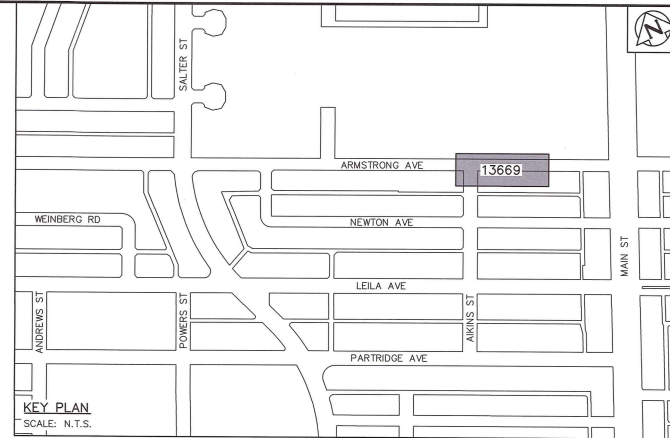 N
SALTER ST
ARMSTRONG AVE
13669
WEINBERG RD
NEWTON AVE
MAIN ST
LEILA AVE
ANDREWS ST
POWERS ST
AIKINS ST
PARTRIDGE AVE
KEY PLAN
SCALE: N.T.S.